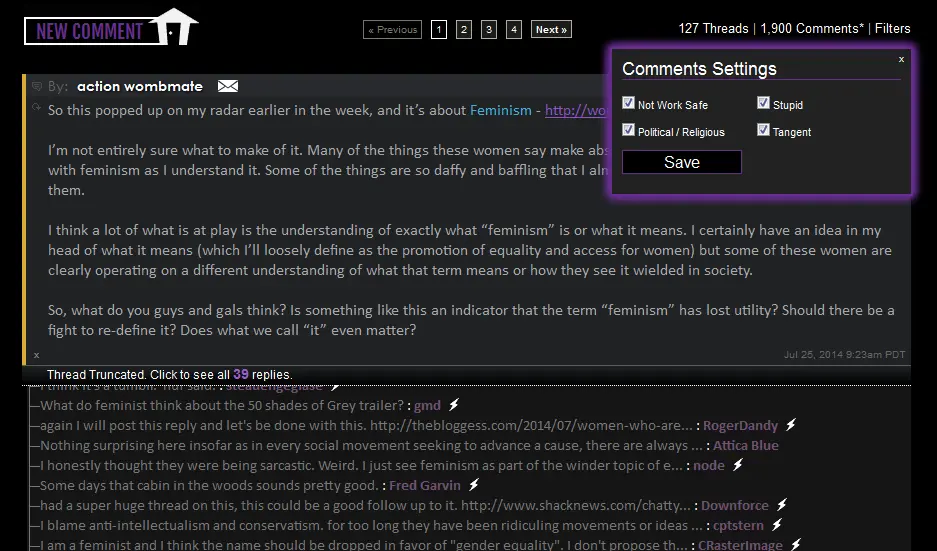 NEW COMMENT
« Previous 1 2 3 4 Next »
127 Threads | 1,900 Comments* | Filters
x
Comments Settings
Not Work Safe Stupid
Political / Religious Tangent
Save
By: action wombmate
So this popped up on my radar earlier in the week, and it's about Feminism - http://wo
I'm not entirely sure what to make of it. Many of the things these women say make abs
with feminism as I understand it. Some of the things are so daffy and baffling that I
them.
I think a lot of what is at play is the understanding of exactly what “feminism” is or what it means. I certainly have an idea in my
head of what it means (which I'll loosely define as the promotion of equality and access for women) but some of these women are
clearly operating on a different understanding of what that term means or how they see it wielded in society.
So, what do you guys and gals think? Is something like this an indicator that the term “feminism” has lost utility? Should there be a
fight to re-define it? Does what we call “it” even matter?
x Jul 25, 2014 9:23am PDT
Thread Truncated. Click to see all 39 replies.
What do feminist think about the 50 shades of Grey trailer? : gmd
again I will post this reply and let's be done with this. http://thebloggess.com/2014/07/women-who-are... : RogerDandy
Nothing surprising here insofar as in every social movement seeking to advance a cause, there are always ... : Attica Blue
I honestly thought they were being sarcastic. Weird. I just see feminism as part of the winder topic of e... : node
Some days that cabin in the woods sounds pretty good. : Fred Garvin
had a super huge thread on this, this could be a good follow up to it. http://www.shacknews.com/chatty... : Downforce
I blame anti-intellectualism and conservatism. for too long they have been ridiculing movements or ideas ... : cptstern
I am a feminist and I think the name should be dropped in favor of "gender equality". I don't propose th... : CRasterImage